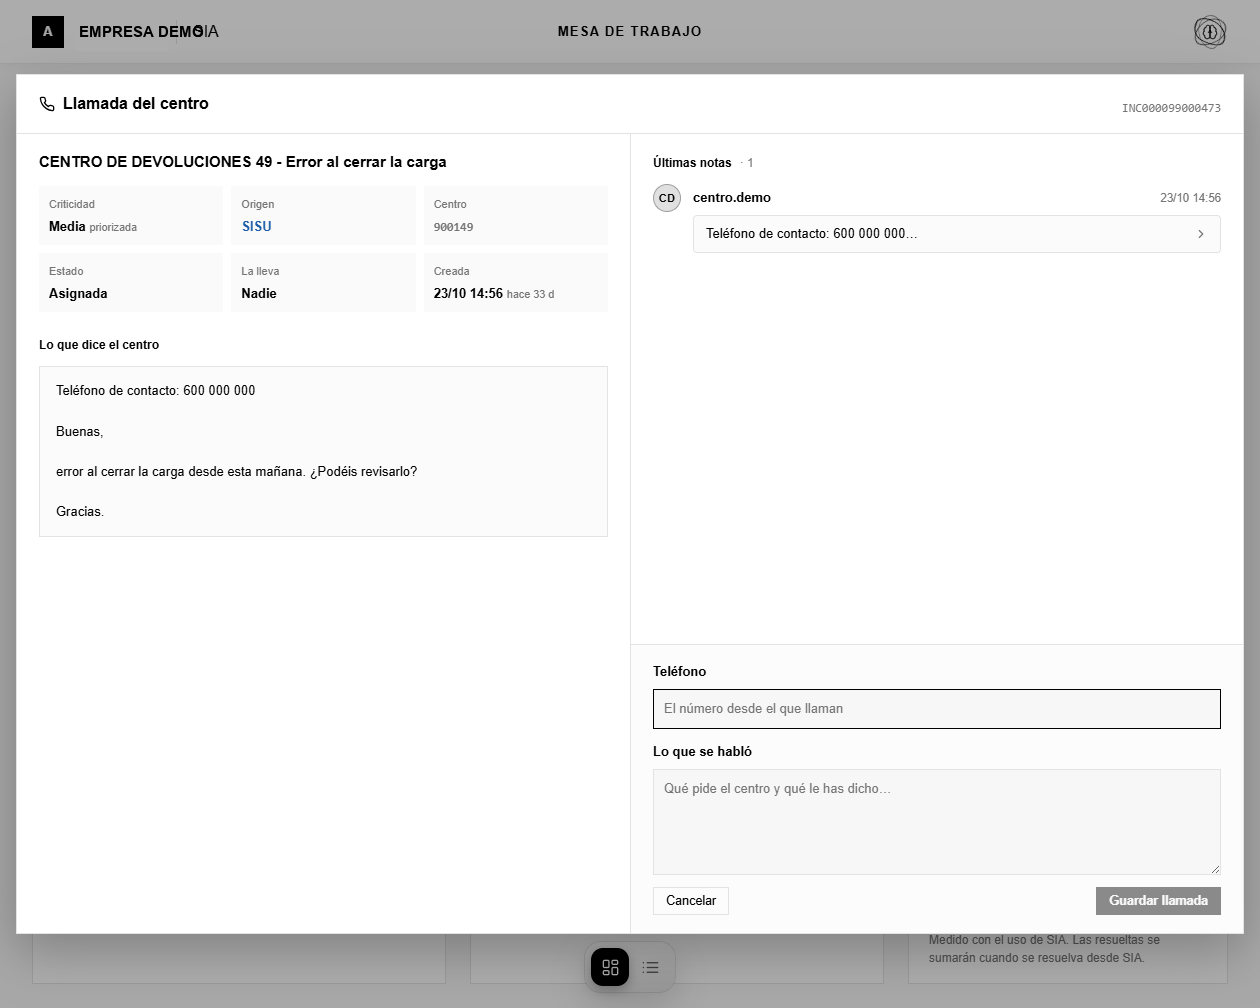 A EMPRESA DEMO SIA
MESA DE TRABAJO
Llamada del centro
INC000099000473
CENTRO DE DEVOLUCIONES 49 - Error al cerrar la carga
Criticidad
Media priorizada
Origen
SISU
Centro
900149
Estado
Asignada
La lleva
Nadie
Creada
23/10 14:56 hace 33 d
Lo que dice el centro
Teléfono de contacto: 600 000 000
Buenas,
error al cerrar la carga desde esta mañana. ¿Podéis revisarlo?
Gracias.
Últimas notas · 1
CD centro.demo 23/10 14:56
Teléfono de contacto: 600 000 000...
Teléfono
El número desde el que llaman
Lo que se habló
Qué pide el centro y qué le has dicho...
Cancelar
Guardar llamada
Medido con el uso de SIA. Las resueltas se
sumarán cuando se resuelva desde SIA.